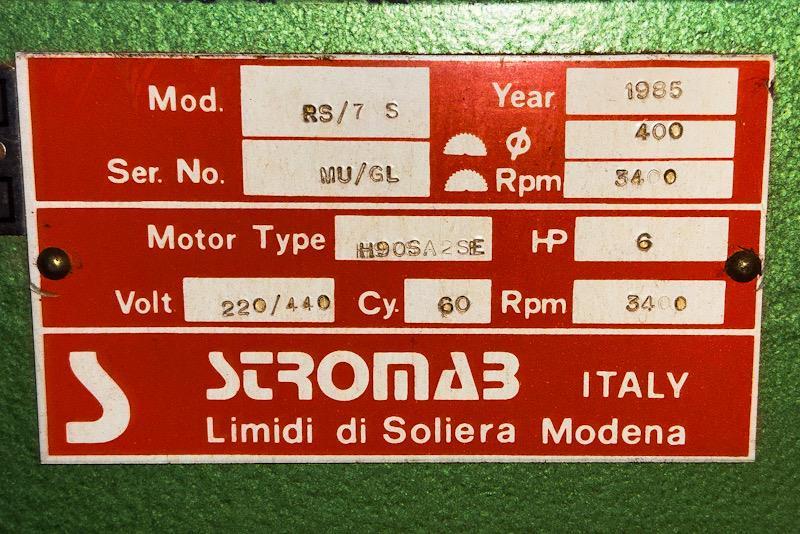 Mod. RS/7 S Year 1985
φ 400
Ser. No. MU/GL Rpm 3400
Motor Type H90SA2SE HP 6
Volt 220/440 Cy. 60 Rpm 3400
S STROMAB ITALY
Limidi di Soliera Modena